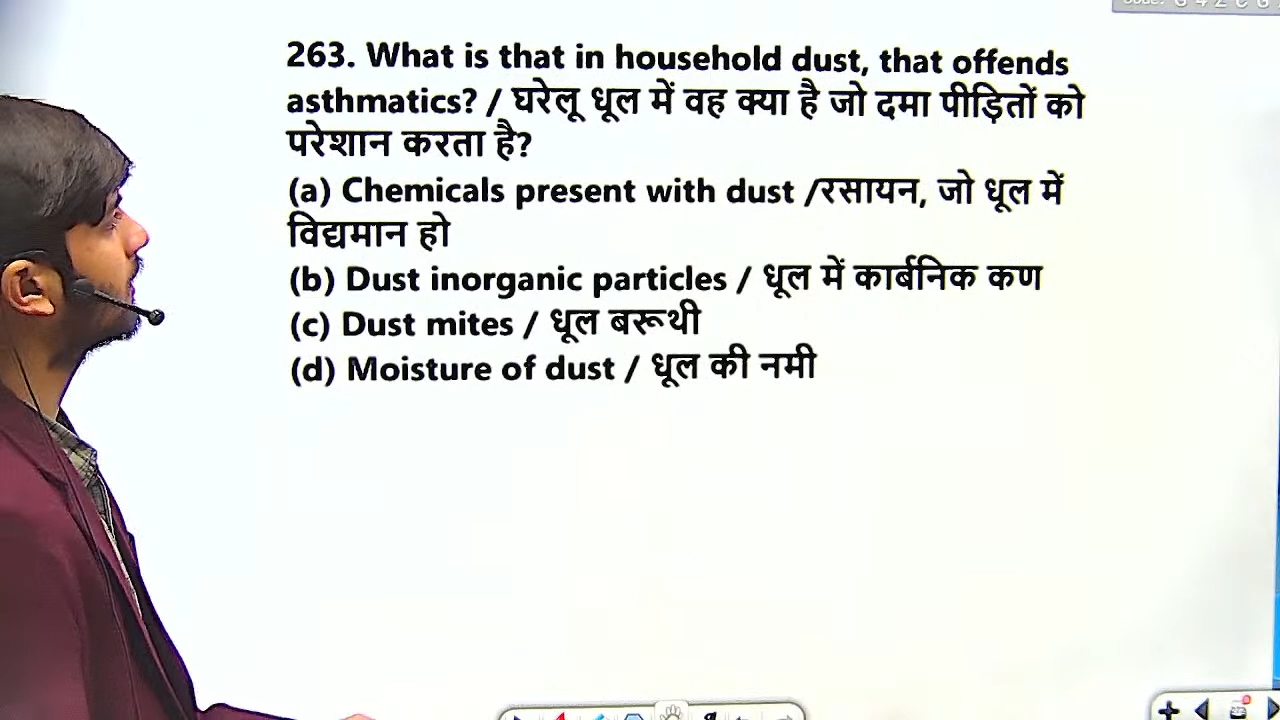 263. What is that in household dust, that offends
asthmatics? / घरेलू धूल में वह क्या है जो दमा पीड़ितों को
परेशान करता है?
(a) Chemicals present with dust /रसायन, जो धूल में
विद्यमान हो
(b) Dust inorganic particles / धूल में कार्बनिक कण
(c) Dust mites / धूल बरूथी
(d) Moisture of dust / धूल की नमी